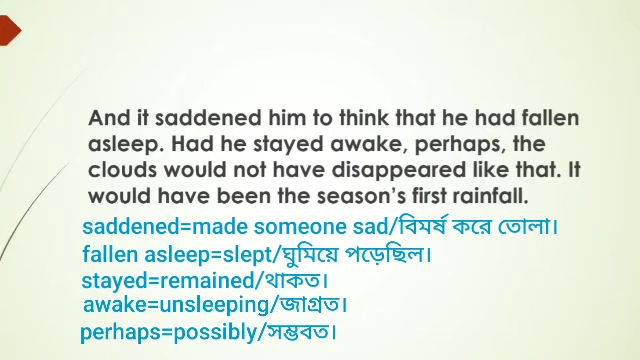 And it saddened him to think that he had fallen
asleep. Had he stayed awake, perhaps, the
clouds would not have disappeared like that. It
would have been the season’s first rainfall.
saddened=made someone sad/বিমর্ষ করে তোলা।
fallen asleep=slept/ঘুমিয়ে পড়েছিল।
stayed=remained/থাকত।
awake=unsleeping/জাগ্রত।
perhaps=possibly/সম্ভবত।